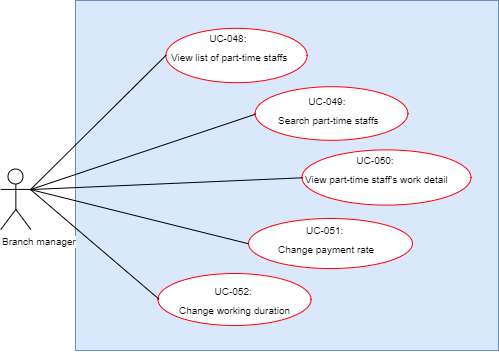 UC-048:
View list of part-time staffs
UC-049:
Search part-time staffs
UC-050:
View part-time staff's work detail
Branch manager
UC-051:
Change payment rate
UC-052:
Change working duration